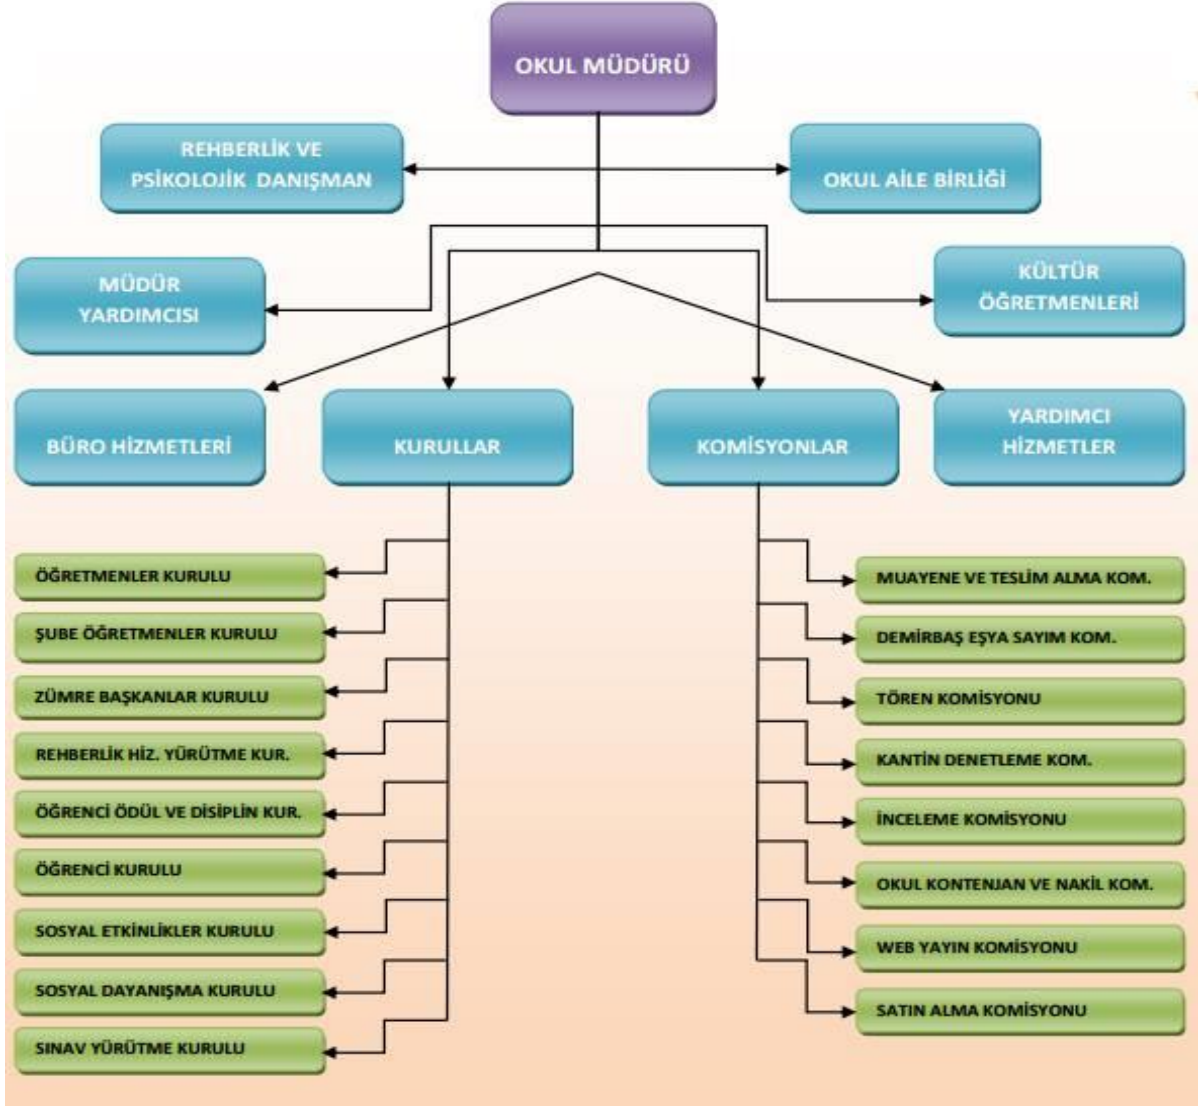 OKUL MÜDÜRÜ
REHBERLİK VE
PSİKOLOJİK DANIŞMAN
OKUL AİLE BİRLİĞİ
MÜDÜR
YARDIMCISI
KÜLTÜR
ÖĞRETMENLERİ
BÜRO HİZMETLERİ
KURULLAR
KOMİSYONLAR
YARDIMCI
HİZMETLER
ÖĞRETMENLER KURULU
ŞUBE ÖĞRETMENLER KURULU
ZÜMRE BAŞKANLAR KURULU
REHBERLİK HİZ. YÜRÜTME KUR.
ÖĞRENCİ ÖDÜL VE DİSİPLİN KUR.
ÖĞRENCİ KURULU
SOSYAL ETKİNLİKLER KURULU
SOSYAL DAYANIŞMA KURULU
SINAV YÜRÜTME KURULU
MUAYENE VE TESLİM ALMA KOM.
DEMİRBAŞ EŞYA SAYIM KOM.
TÖREN KOMİSYONU
KANTİN DENETLEME KOM.
İNCELEME KOMİSYONU
OKUL KONTENJAN VE NAKİL KOM.
WEB YAYIN KOMİSYONU
SATIN ALMA KOMİSYONU